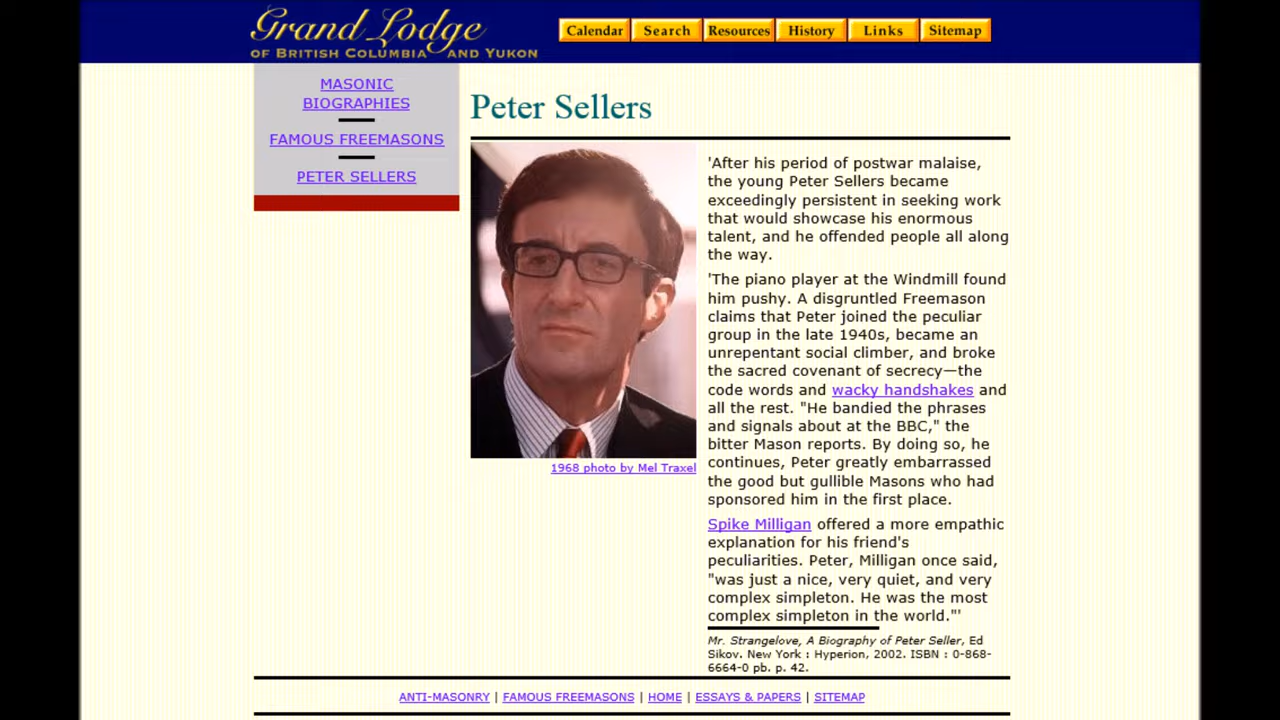 Grand Lodge
OF BRITISH COLUMBIA AND YUKON
Calendar
Search
Resources
History
Links
Sitemap
MASONIC
BIOGRAPHIES
FAMOUS FREEMASONS
PETER SELLERS
Peter Sellers
'After his period of postwar malaise,
the young Peter Sellers became
exceedingly persistent in seeking work
that would showcase his enormous
talent, and he offended people all along
the way.
'The piano player at the Windmill found
him pushy. A disgruntled Freemason
claims that Peter joined the peculiar
group in the late 1940s, became an
unrepentant social climber, and broke
the sacred covenant of secrecy—the
code words and wacky handshakes and
all the rest. "He bandied the phrases
and signals about at the BBC," the
bitter Mason reports. By doing so, he
continues, Peter greatly embarrassed
the good but gullible Masons who had
sponsored him in the first place.
1968 photo by Mel Traxel
Spike Milligan offered a more empathic
explanation for his friend's
peculiarities. Peter, Milligan once said,
"was just a nice, very quiet, and very
complex simpleton. He was the most
complex simpleton in the world."'
Mr. Strangelove, A Biography of Peter Seller, Ed
Sikov. New York : Hyperion, 2002. ISBN : 0-868-
6664-0 pb. p. 42.
ANTI-MASONRY | FAMOUS FREEMASONS | HOME | ESSAYS & PAPERS | SITEMAP